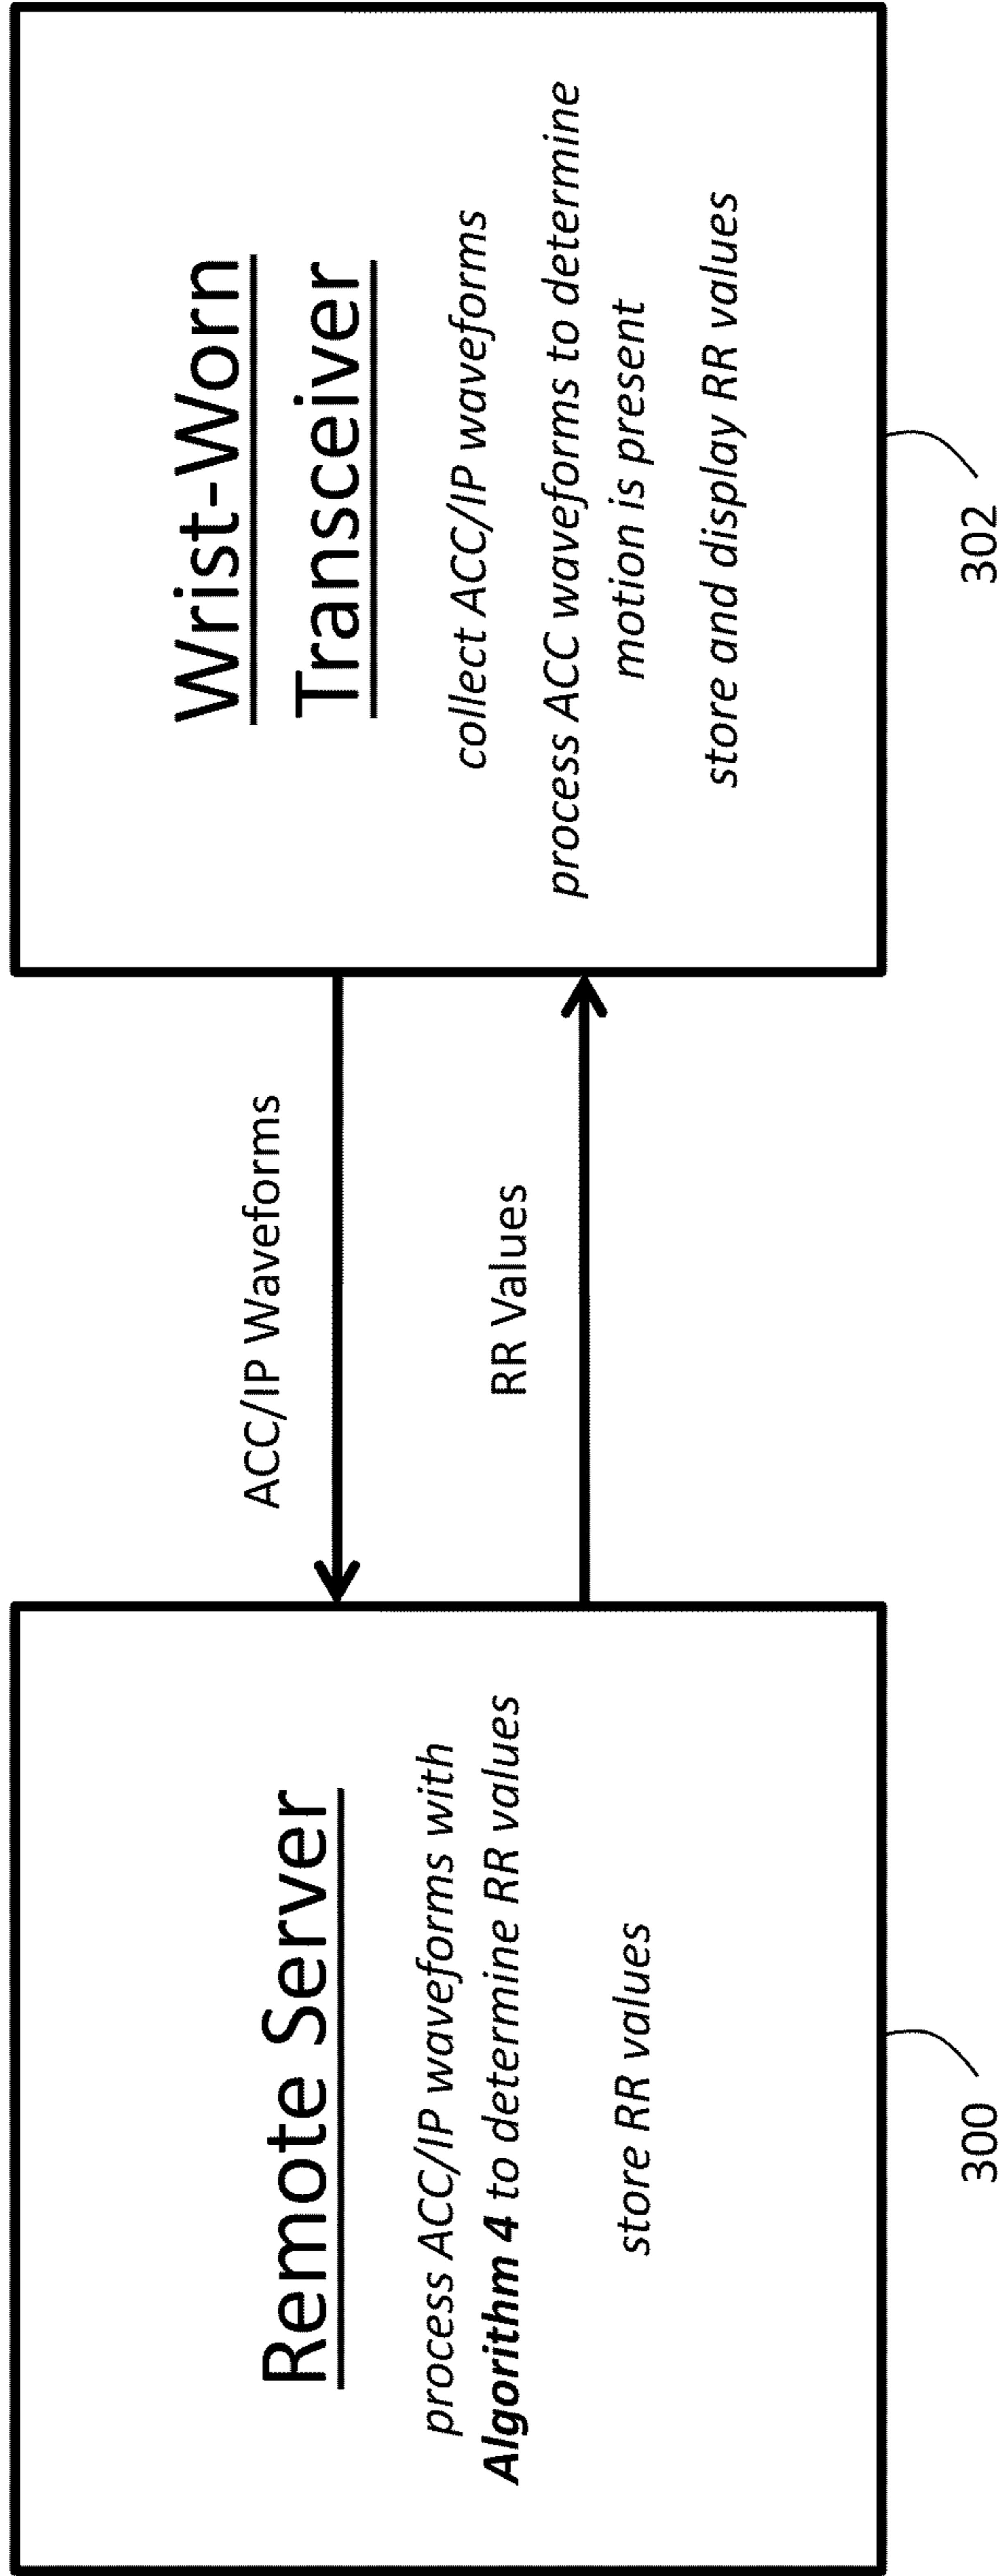 Remote Server
process ACC/IP waveforms with
Algorithm 4 to determine RR values
store RR values
300
ACC/IP Waveforms
RR Values
Wrist-Worn
Transceiver
collect ACC/IP waveforms
process ACC waveforms to determine
motion is present
store and display RR values
302